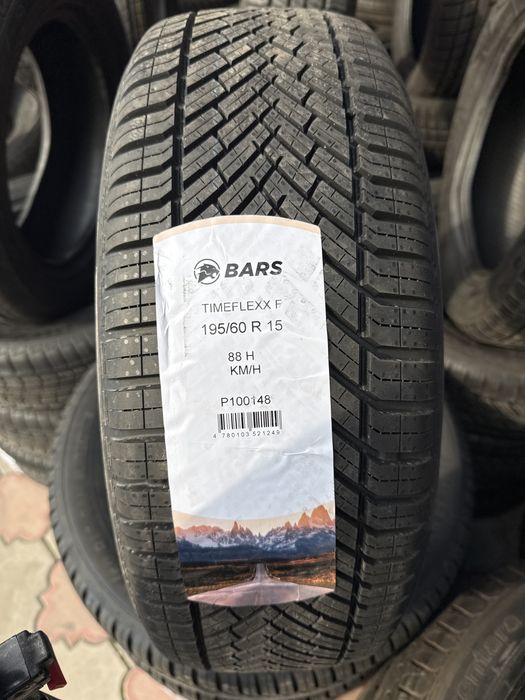 BARS
TIMEFLEXX F
195/60 R 15
88 H
KM/H
P100148
4 780103 521249